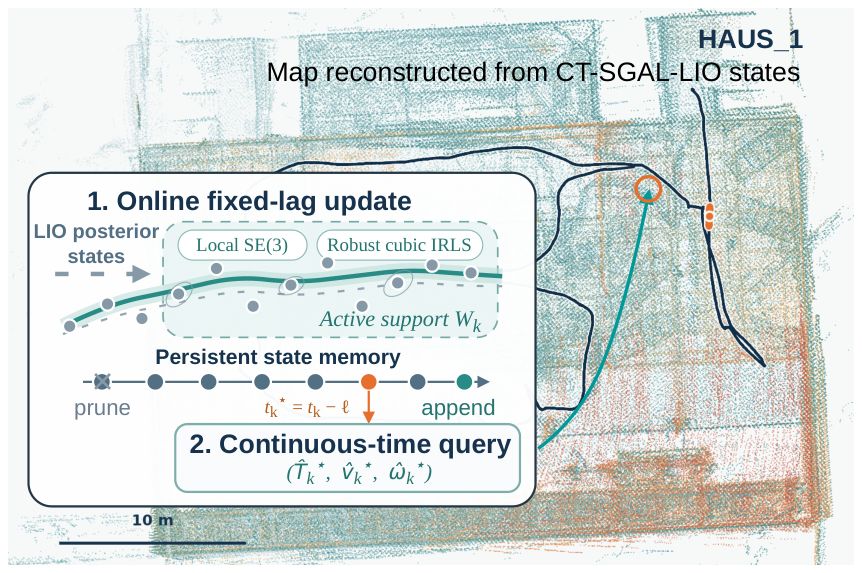 HAUS_1
Map reconstructed from CT-SGAL-LIO states
1. Online fixed-lag update
LIO posterior
states
Local SE(3)
Robust cubic IRLS
Active support W_k
Persistent state memory
prune
t_k⋆ = t_k − ℓ
append
2. Continuous-time query
(T̂_k⋆, v̂_k⋆, ω̂_k⋆)
10 m